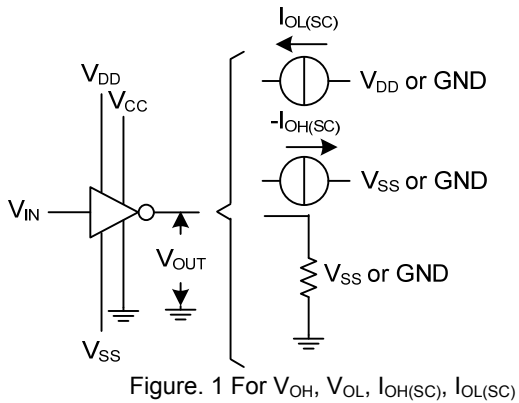 I_OL(SC)
V_DD or GND
V_DD
V_CC
-I_OH(SC)
V_SS or GND
V_IN
V_OUT
V_SS or GND
V_SS
Figure. 1 For V_OH, V_OL, I_OH(SC), I_OL(SC)